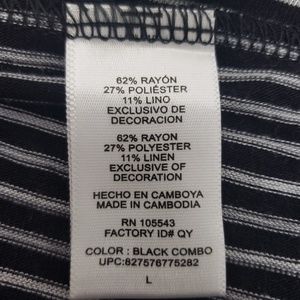 62% RAYÓN
27% POLIÉSTER
11% LINO
EXCLUSIVO DE
DECORACION
62% RAYON
27% POLYESTER
11% LINEN
EXCLUSIVE OF
DECORATION
HECHO EN CAMBOYA
MADE IN CAMBODIA
RN 105543
FACTORY ID# QY
COLOR : BLACK COMBO
UPC:827576775282
L